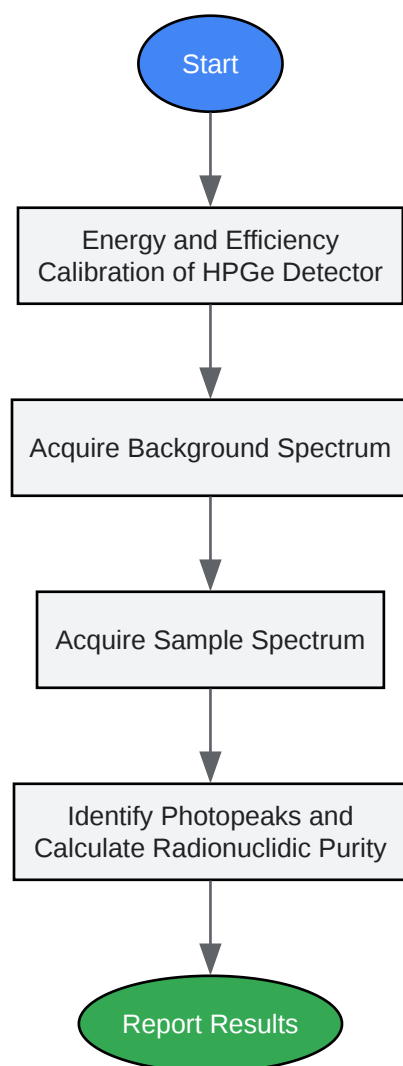 Start
Energy and Efficiency
Calibration of HPGe Detector
Acquire Background Spectrum
Acquire Sample Spectrum
Identify Photopeaks and
Calculate Radionuclidic Purity
Report Results